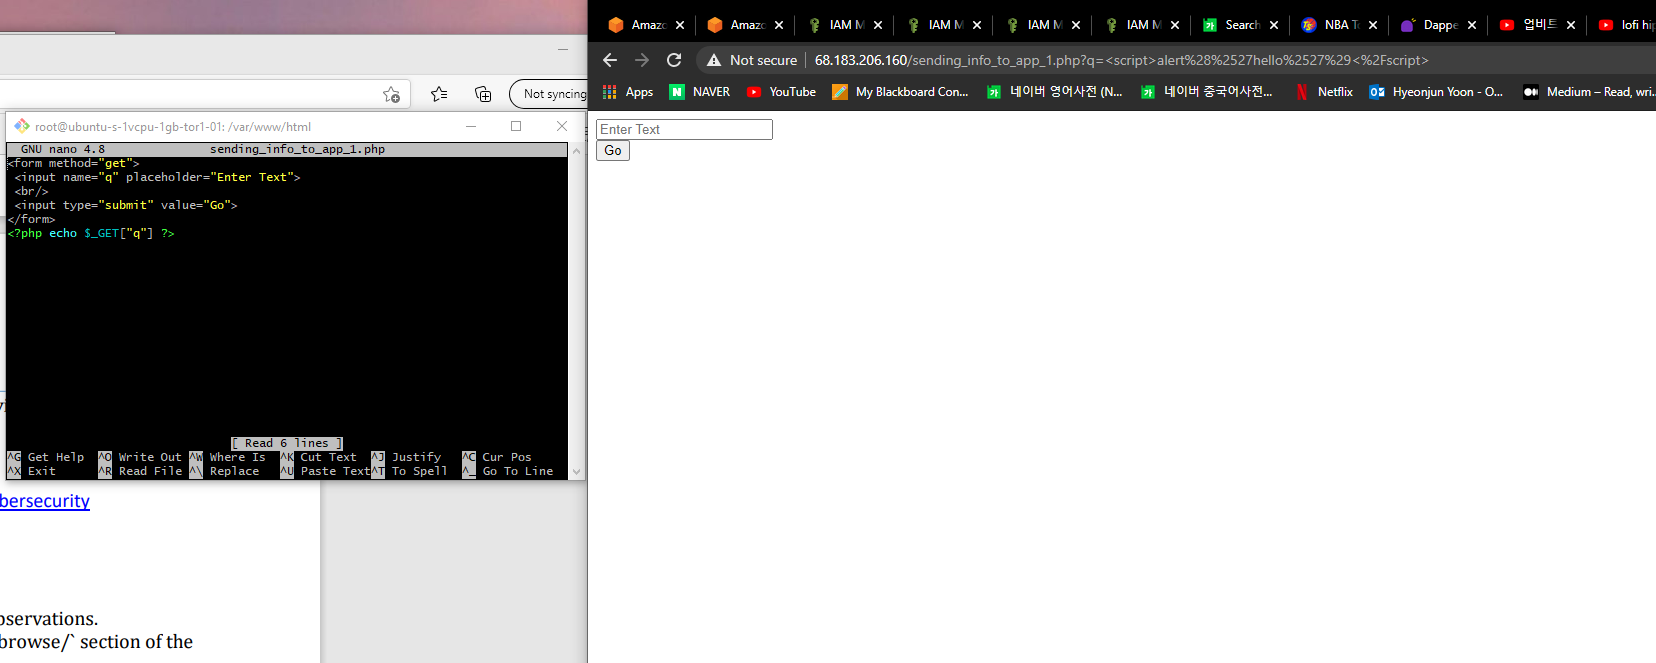 Amazo
Amazo
IAM M
IAM M
IAM M
IAM M
Search
NBA To
Dappe
업비트
lofi hip
Not secure
68.183.206.160/sending_info_to_app_1.php?q=<script>alert%28%2527hello%2527%29<%2Fscript>
Apps
NAVER
YouTube
My Blackboard Con...
네이버 영어사전 (N...
네이버 중국어사전...
Netflix
Hyeonjun Yoon - O...
Medium – Read, wri...
Enter Text
Go
Not syncing
root@ubuntu-s-1vcpu-1gb-tor1-01: /var/www/html
GNU nano 4.8 sending_info_to_app_1.php
<form method="get">
<input name="q" placeholder="Enter Text">
<br/>
<input type="submit" value="Go">
</form>
<?php echo $_GET["q"] ?>
[ Read 6 lines ]
^G Get Help ^O Write Out ^W Where Is ^K Cut Text ^J Justify ^C Cur Pos
^X Exit ^R Read File ^\ Replace ^U Paste Text ^T To Spell ^_ Go To Line
bersecurity
bservations.
browse/` section of the